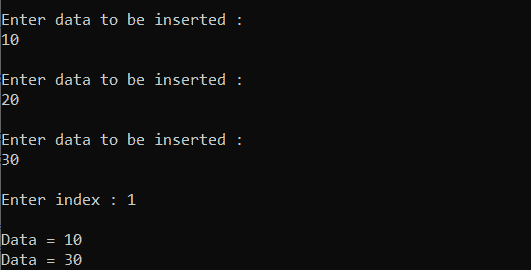 Enter data to be inserted :
10
Enter data to be inserted :
20
Enter data to be inserted :
30
Enter index : 1
Data = 10
Data = 30